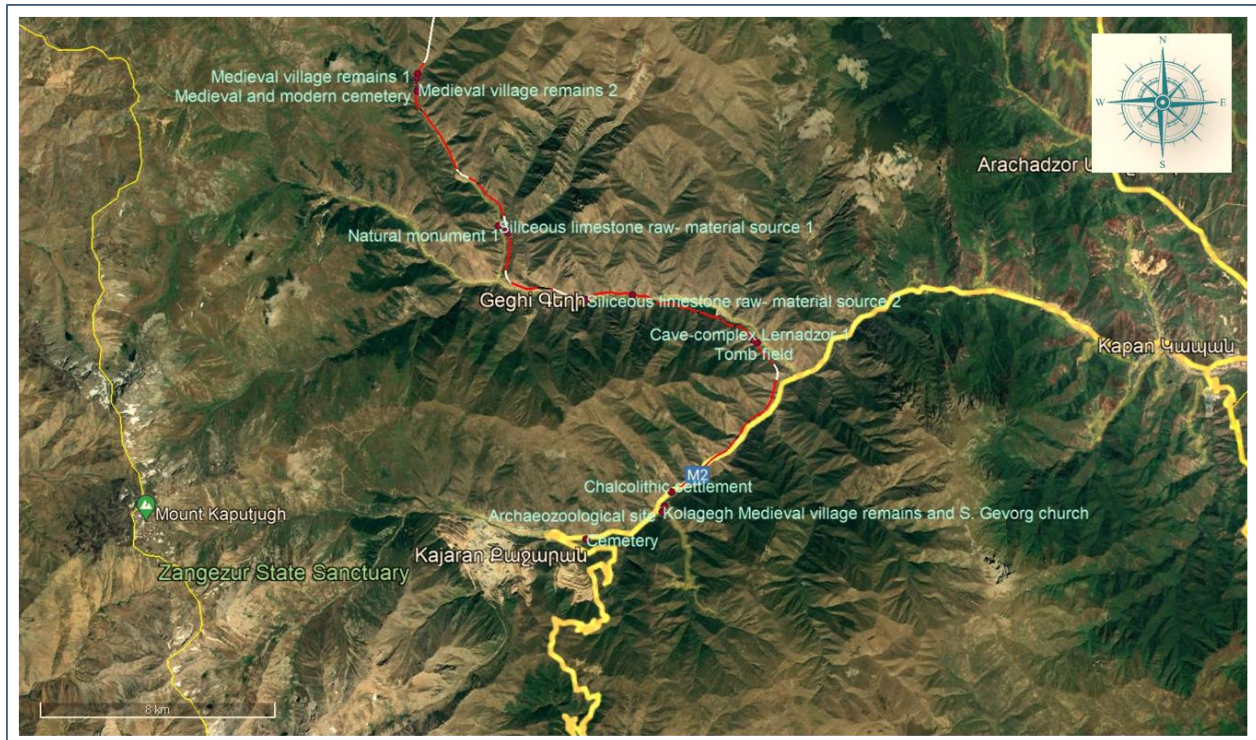 N
W
E
S
Medieval village remains 1
Medieval village remains 2
Medieval and modern cemetery
Arachadzor
Siliceous limestone raw- material source 1
Natural monument 1
Geghi Գեղի
Siliceous limestone raw- material source 2
Cave-complex Lernadzor 1
Tomb field
Kapan Կապան
M2
Chalcolithic settlement
Mount Kaputjugh
Archaeozoological site
Kolagegh Medieval village remains and S. Gevorg church
Cemetery
Kajaran Քաջարան
Zangezur State Sanctuary
8 km